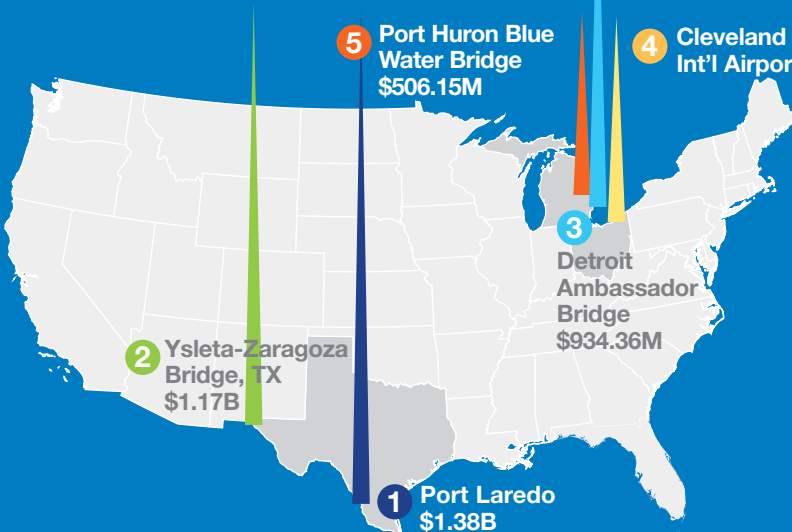 5
Port Huron Blue
Water Bridge
$506.15M
4
Cleveland
Int'l
3
Detroit
Ambassador
Bridge
$934.36M
2
Ysleta-Zaragoza
Bridge, TX
$1.17B
1
Port Laredo
$1.38B